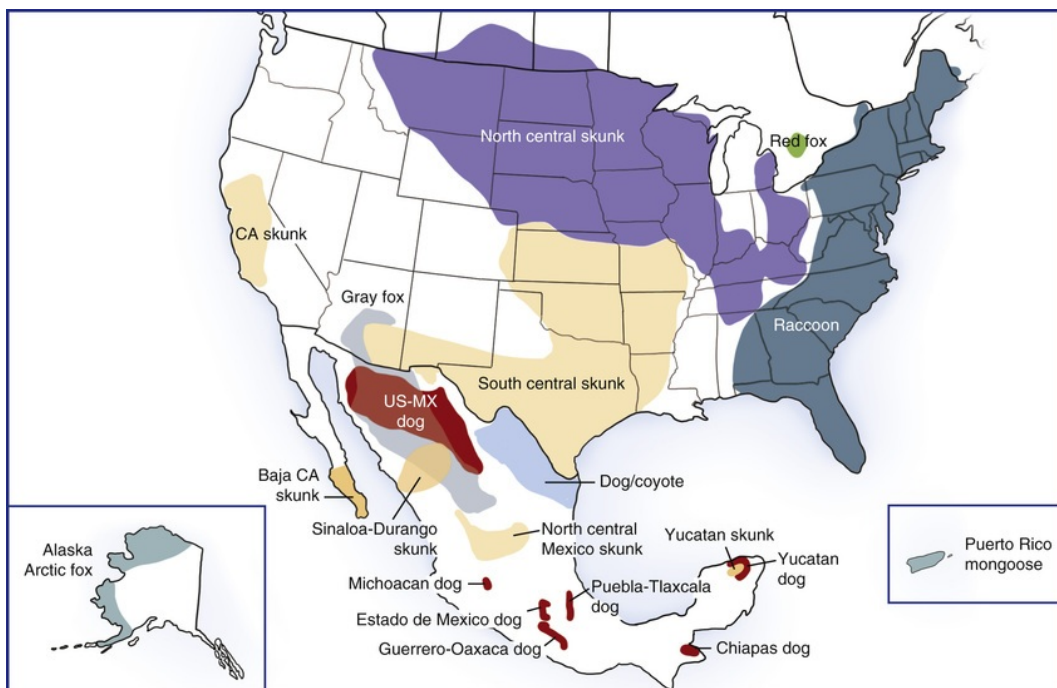 North central skunk
Red fox
CA skunk
Gray fox
Raccoon
South central skunk
US-MX
dog
Baja CA
skunk
Dog/coyote
Sinaloa-Durango
skunk
North central
Mexico skunk
Yucatan skunk
Yucatan
dog
Michoacan dog
Puebla-Tlaxcala
dog
Estado de Mexico dog
Guerrero-Oaxaca dog
Chiapas dog
Alaska
Arctic fox
Puerto Rico
mongoose